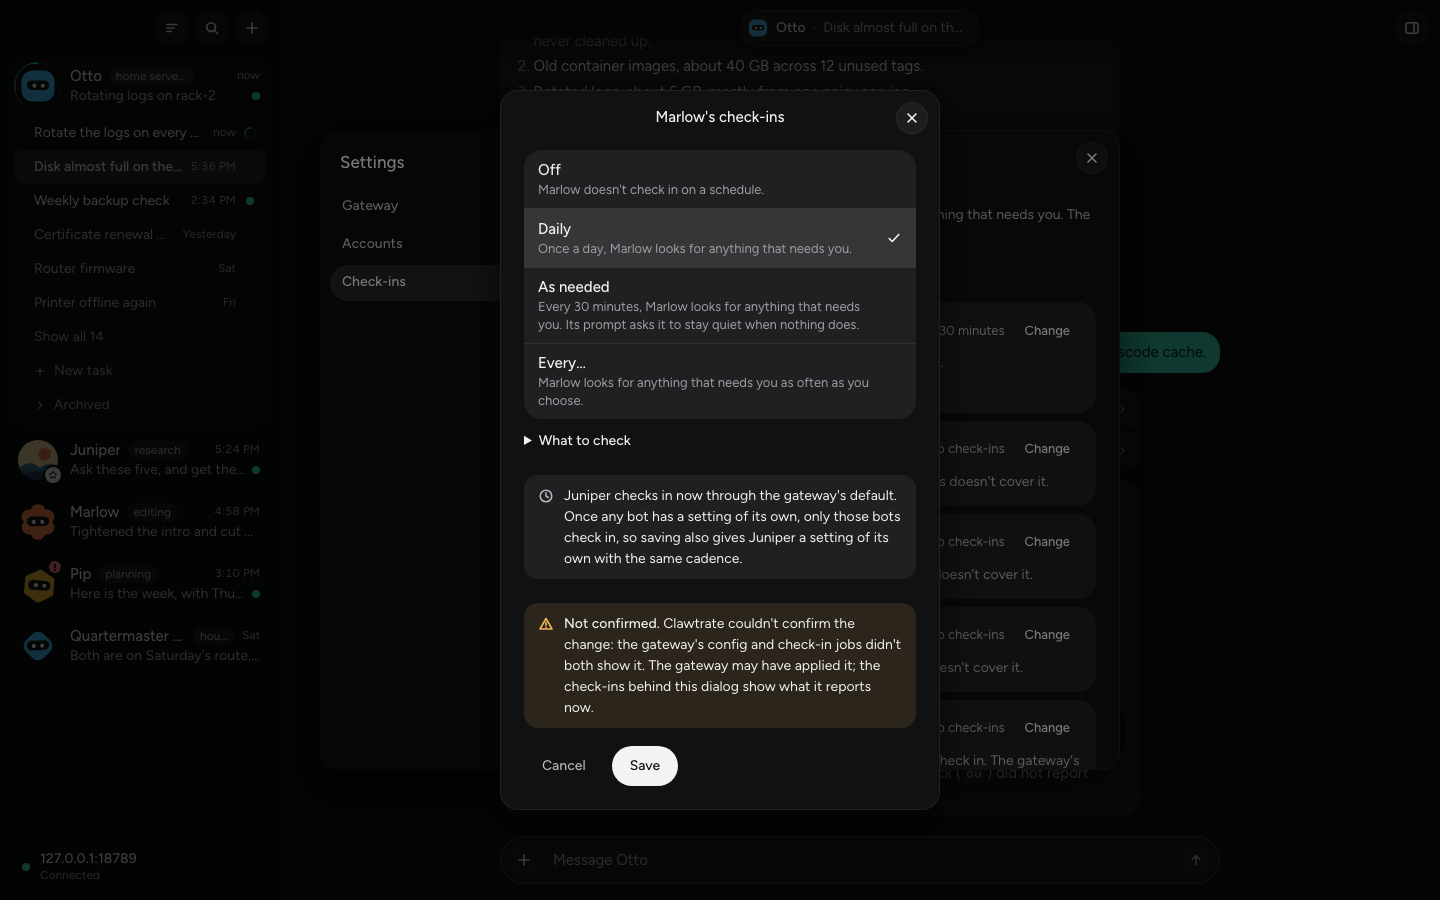 Otto · Disk almost full on th...
never cleaned up.
2. Old container images, about 40 GB across 12 unused tags.
Otto home serve... now
Rotating logs on rack-2
Rotate the logs on every ... now
Disk almost full on the... 5:36 PM
Weekly backup check 2:34 PM
Certificate renewal ... Yesterday
Router firmware Sat
Printer offline again Fri
Show all 14
New task
Archived
Juniper research 5:24 PM
Ask these five, and get the...
Marlow editing 4:58 PM
Tightened the intro and cut ...
Pip planning 3:10 PM
Here is the week, with Thu...
Quartermaster ... hou... Sat
Both are on Saturday's route,...
127.0.0.1:18789
Connected
Settings
Gateway
Accounts
Check-ins
Marlow's check-ins
Off
Marlow doesn't check in on a schedule.
Daily
Once a day, Marlow looks for anything that needs you.
As needed
Every 30 minutes, Marlow looks for anything that needs
you. Its prompt asks it to stay quiet when nothing does.
Every...
Marlow looks for anything that needs you as often as you
choose.
What to check
Juniper checks in now through the gateway's default.
Once any bot has a setting of its own, only those bots
check in, so saving also gives Juniper a setting of its
own with the same cadence.
Not confirmed. Clawtrate couldn't confirm the
change: the gateway's config and check-in jobs didn't
both show it. The gateway may have applied it; the
check-ins behind this dialog show what it reports
now.
Cancel
Save
that needs you. The
30 minutes Change
check-ins Change
doesn't cover it.
check-ins Change
cover it.
check-ins Change
cover it.
check-ins Change
in. The gateway's
did not report
cache.
Message Otto